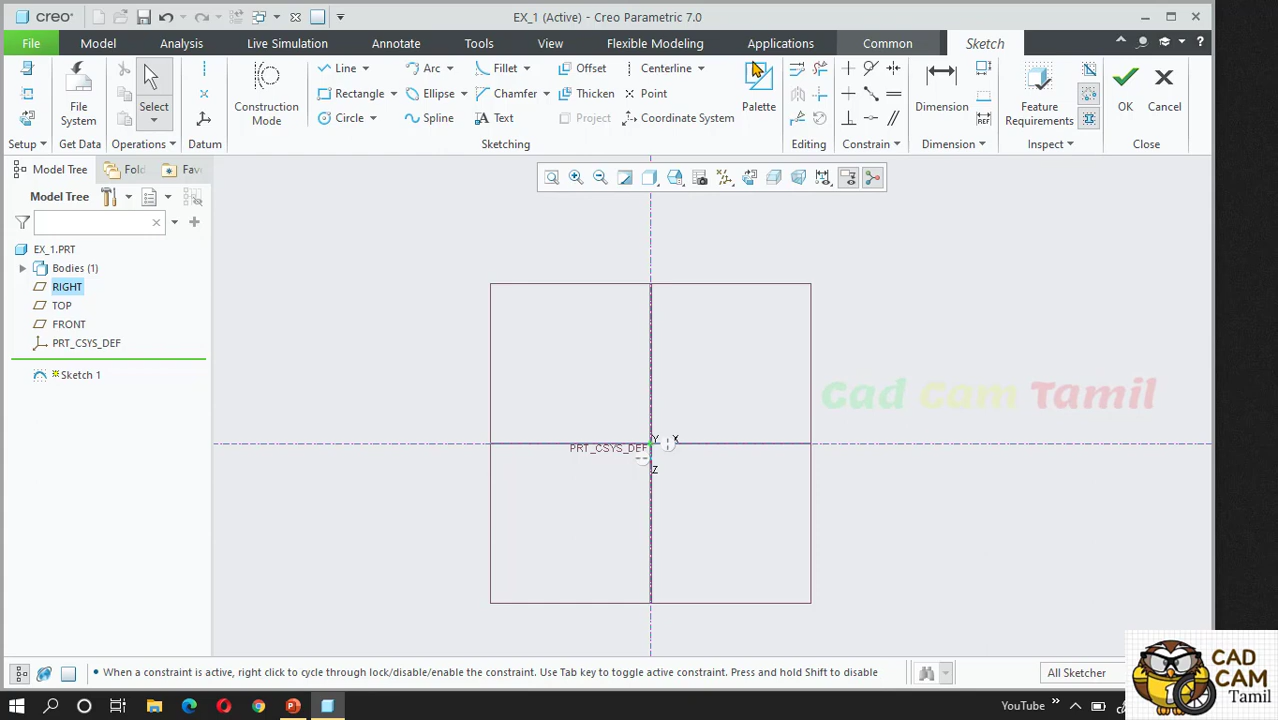 creo
EX_1 (Active) - Creo Parametric 7.0
File Model Analysis Live Simulation Annotate Tools View Flexible Modeling Applications Common Sketch
Line Arc Fillet Offset Centerline
Rectangle Ellipse Chamfer Thicken Point
File System Select Construction Mode Palette Dimension Feature Requirements OK Cancel
Circle Spline Text Project Coordinate System
Setup Get Data Operations Datum Sketching Editing Constrain Dimension Inspect Close
REF
Model Tree Fold Fav
Model Tree
EX_1.PRT
Bodies (1)
RIGHT
TOP
FRONT
PRT_CSYS_DEF
Sketch 1
Cad Cam Tamil
Y X
PRT_CSYS_DEF
Z
When a constraint is active, right click to cycle through lock/disable/enable the constraint. Use Tab key to toggle active constraint. Press and hold Shift to disable
All Sketcher
YouTube
CAD
CAM
Tamil